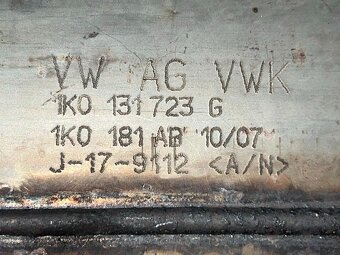 VW AG VWK
1K0 131 723 G
1K0 181 AB 10/07
J-17-9112 <A/N>